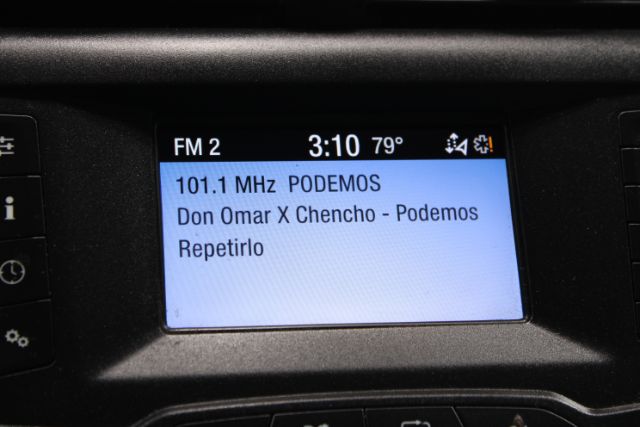 FM 2 3:10 79°
101.1 MHz PODEMOS
Don Omar X Chencho - Podemos
Repetirlo